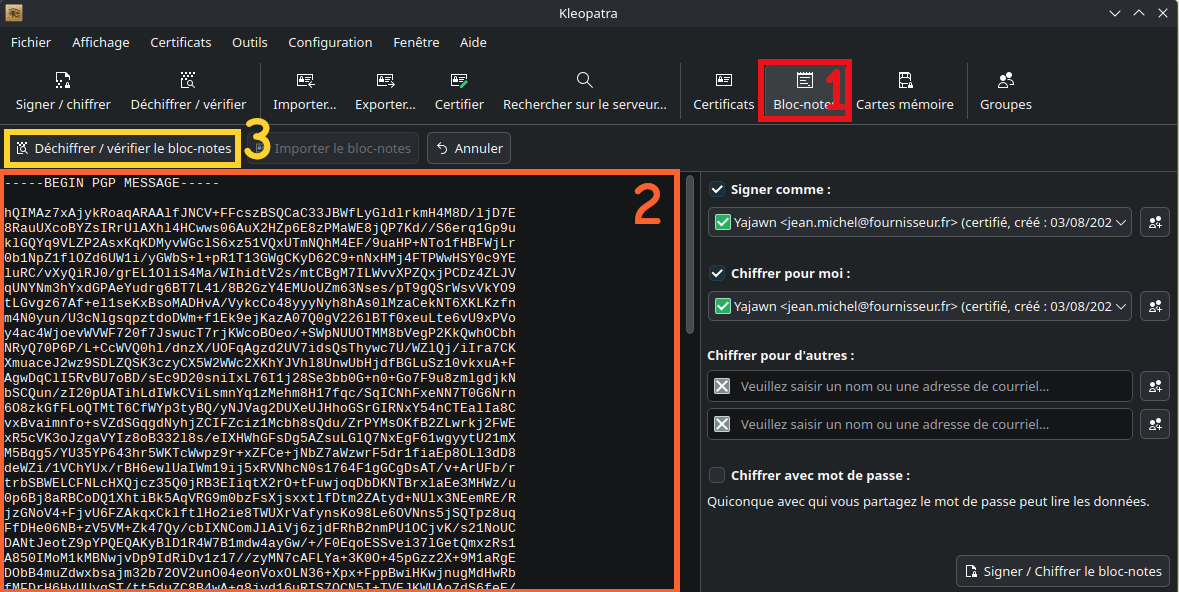 Kleopatra
Fichier Affichage Certificats Outils Configuration Fenêtre Aide
Signer / chiffrer Déchiffrer / vérifier Importer... Exporter... Certifier Rechercher sur le serveur... Certificats Bloc-notes Cartes mémoire Groupes
1
Déchiffrer / vérifier le bloc-notes 3 Importer le bloc-notes Annuler
-----BEGIN PGP MESSAGE-----
2
hQIMAz7xAjykRoaqARAAlfJNCV+FFcszBSQCaC33JBWfLyGldlrkmH4M8D/ljD7E
8RauUXcoBYZsIRrUlAXhl4HCwws06AuX2HZp6E8zPMaWE8jQP7Kd//S6erq1Gp9u
klGQYq9VLZP2AsxKqKDMyvWGclS6xz51VQxUTmNQhM4EF/9uaHP+NTo1fHBFWjLr
0b1NpZ1flOZd6UW1i/yGWbS+l+pR1T13GWgCKyD62C9+nNxHMj4FTPWwHSY0c9YE
luRC/vXyQiRJ0/grEL1OliS4Ma/WIhidtV2s/mtCBgM7ILWvvXPZQxjPCDz4ZLJV
qUNYNm3hYxdGPAeYudrg6BT7L41/8B2GzY4EMUoUZm63Nses/pT9gQSrWsvVkYO9
tLGvgz67Af+el1seKxBsoMADHvA/VykcCo48yyyNyh8hAs0lMzaCekNT6XKLKzfn
m4N0yun/U3cNlgsqpztdoDWm+f1Ek9ejKazA07Q0gV226lBTf0xeuLte6vU9xPVo
y4ac4WjoevWVWF720f7JswucT7rjKWcoBOeo/+SWpNUUOTMM8bVegP2KkQwhOCbh
NRyQ70P6P/L+CcWVQ0hl/dnzX/UOFqAgzd2UV7idsQsThywc7U/WZlQj/iIra7CK
XmuaceJ2wz9SDLZQSK3czyCX5W2WWc2XKhYJVhl8UnwUbHjdfBGLuSz10vkxuA+F
AgwDqClI5RvBU7oBD/sEc9D20sniIxL76I1j28Se3bb0G+n0+Go7F9u8zmlgdjkN
bSCQun/zI20pUATihLdIWkCViLsmnYq1zMehm8H17fqc/SqICNhFxeNN7T0G6Nrn
6O8zkGfFLoQTMtT6CfWYp3tyBQ/yNJVag2DUXeUJHhoGSrGIRNxY54nCTEalIa8C
vxBvaimnfo+sVZdSGqgdNyhjZCIFZciz1Mcbh8sQdu/ZrPYMsOKfB2ZLwrkj2FWE
xR5cVK3oJzgaVYIz8oB332l8s/eIXHWhGFsDg5AZsuLGlQ7NxEgF61wgyytU21mX
M5Bqg5/YU35YP643hr5WKTcWwpz9r+xZFCe+jNbZ7aWzwrF5dr1fiaEp8OLl3dD8
deWZi/1VChYUx/rBH6ewlUaIWm19ij5xRVNhcN0s1764F1gGCgDsAT/v+ArUFb/r
trbSBWELCFNLcHXQjcz35Q0jRB3EIiqtX2rO+tFuwjoqDbDKNTBrxlaEe3MHWz/u
0p6Bj8aRBCoDQ1XhtiBk5AqVRG9m0bzFsXjsxxtlfDtm2ZAtyd+NUlx3NEemRE/R
jzGNoV4+FjvU6FZAkqxCklftlHo2ie8TWUXrVafynsKo98Le6OVNns5jSQTpz8uq
FfDHe06NB+zV5VM+Zk47Qy/cbIXNComJlAiVj6zjdFRhB2nmPU1OCjvK/s21NoUC
DANtJeotZ9pYPQEQAKyBlD1R4W7B1mdw4ayGw/+/F0EqoESSvei37lGetQmxzRs1
A850IMoM1kMBNwjvDp9IdRiDv1z17//zyMN7cAFLYa+3K0O+45pGzz2X+9M1aRgE
DObB4muZdwxbsajm32b72OV2unO04eonVoxOLN36+Xpx+FppBwiHKwjnugMdHwRb
Signer comme :
Yajawn <jean.michel@fournisseur.fr> (certifié, créé : 03/08/202
Chiffrer pour moi :
Yajawn <jean.michel@fournisseur.fr> (certifié, créé : 03/08/202
Chiffrer pour d'autres :
Veuillez saisir un nom ou une adresse de courriel...
Veuillez saisir un nom ou une adresse de courriel...
Chiffrer avec mot de passe :
Quiconque avec qui vous partagez le mot de passe peut lire les données.
Signer / Chiffrer le bloc-notes